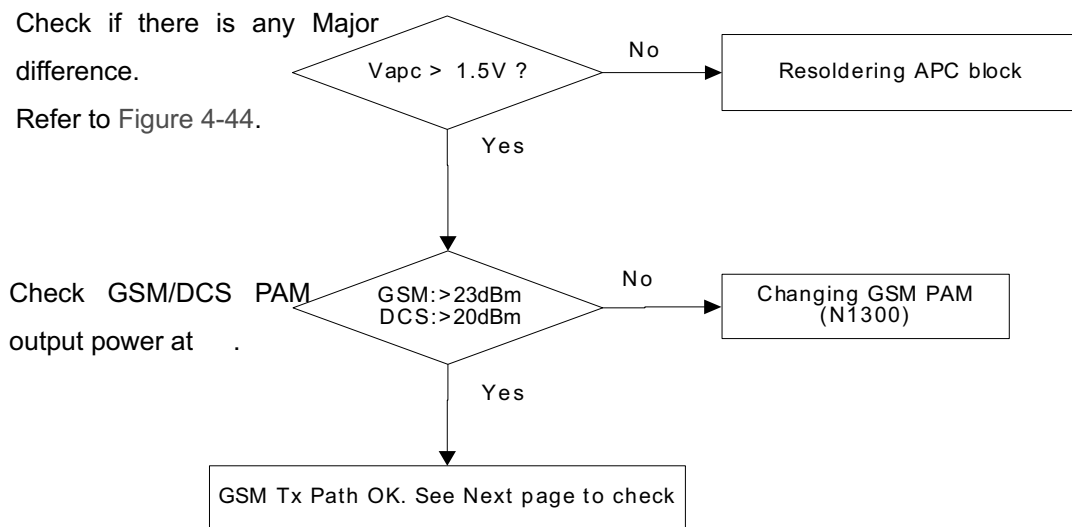 Check if there is any Major
difference.
Refer to Figure 4-44.
Vapc > 1.5V ?
No
Resoldering APC block
Yes
Check GSM/DCS PAM
output power at .
GSM:>23dBm
DCS:>20dBm
No
Changing GSM PAM
(N1300)
Yes
GSM Tx Path OK. See Next page to check